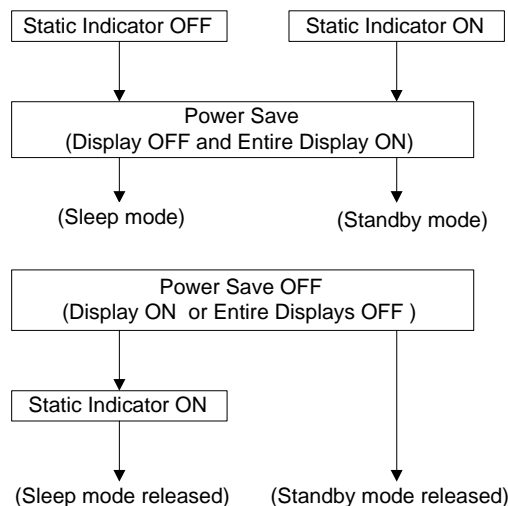 Static Indicator OFF
Static Indicator ON
Power Save
(Display OFF and Entire Display ON)
(Sleep mode)
(Standby mode)
Power Save OFF
(Display ON or Entire Displays OFF )
Static Indicator ON
(Sleep mode released)
(Standby mode released)